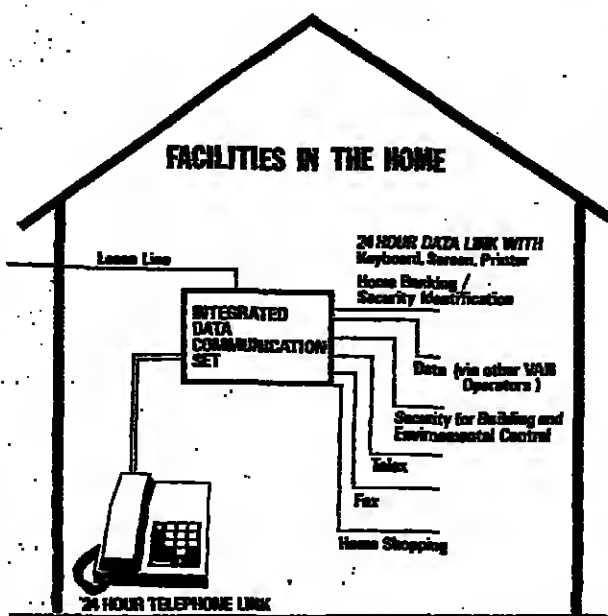 FACILITIES IN THE HOME
Lease Line
24 HOUR DATA LINK WITH
Keyboard, Screen, Printer
Home Banking /
Security Identification
INTEGRATED
DATA
COMMUNICATION
SET
Data (via other VAN
Operators)
Security for Building and
Envirnomental Control
Telex
Fax
Home Shopping
24 HOUR TELEPHONE LINK